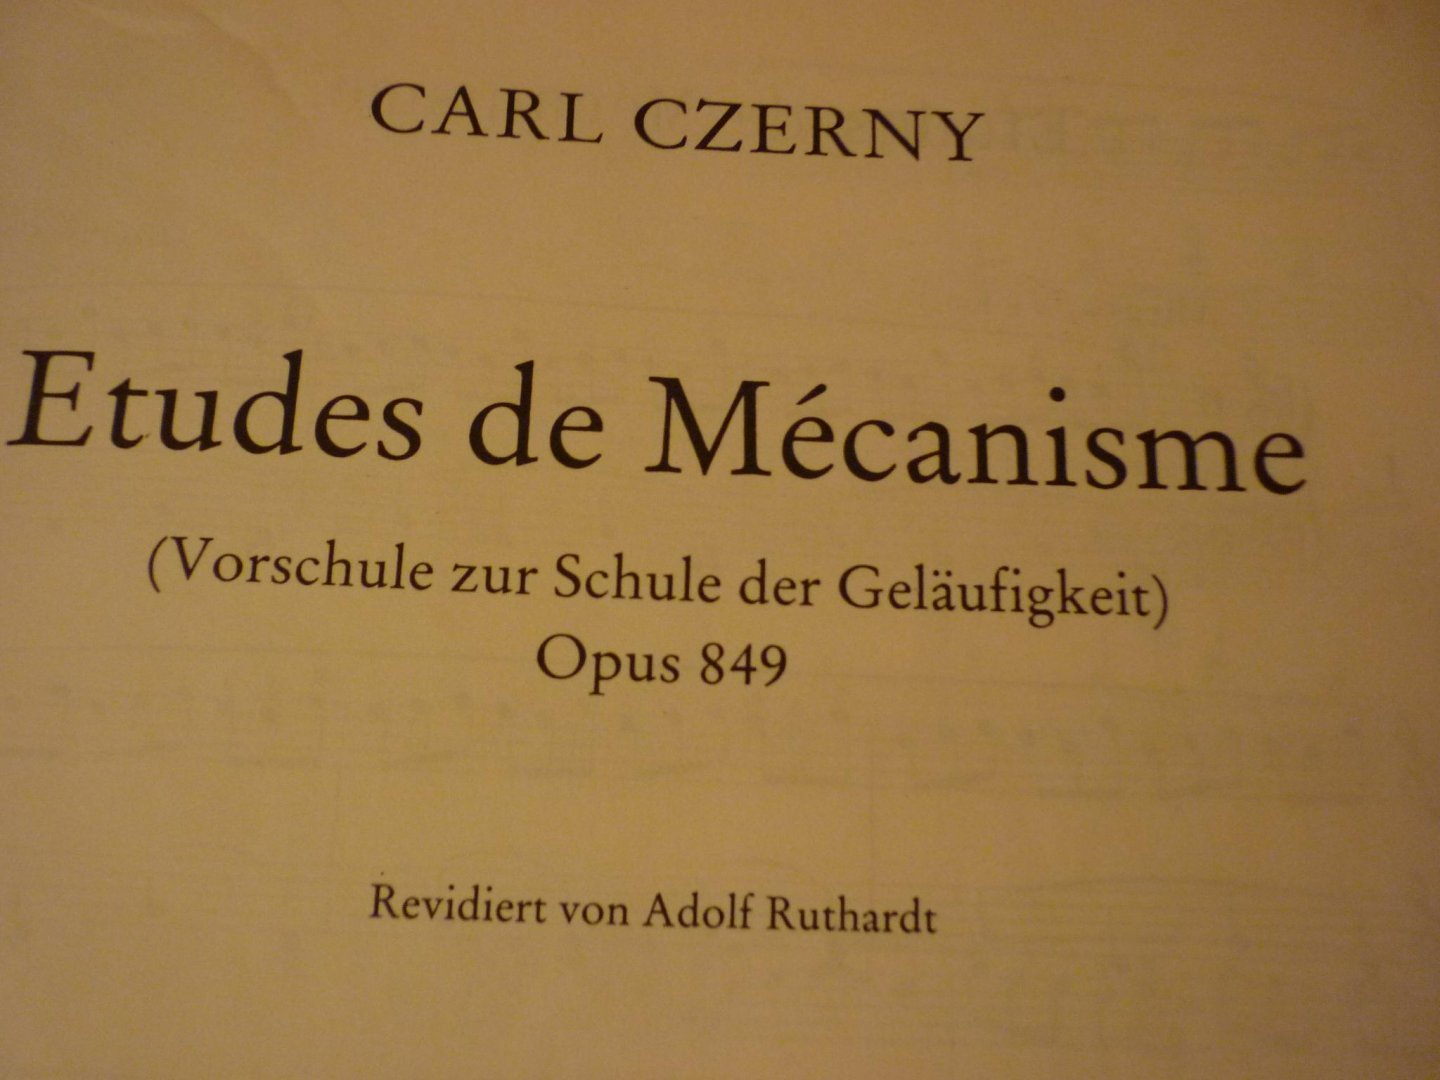 CARL CZERNY
Etudes de Mécanisme
(Vorschule zur Schule der Geläufigkeit)
Opus 849
Revidiert von Adolf Ruthardt